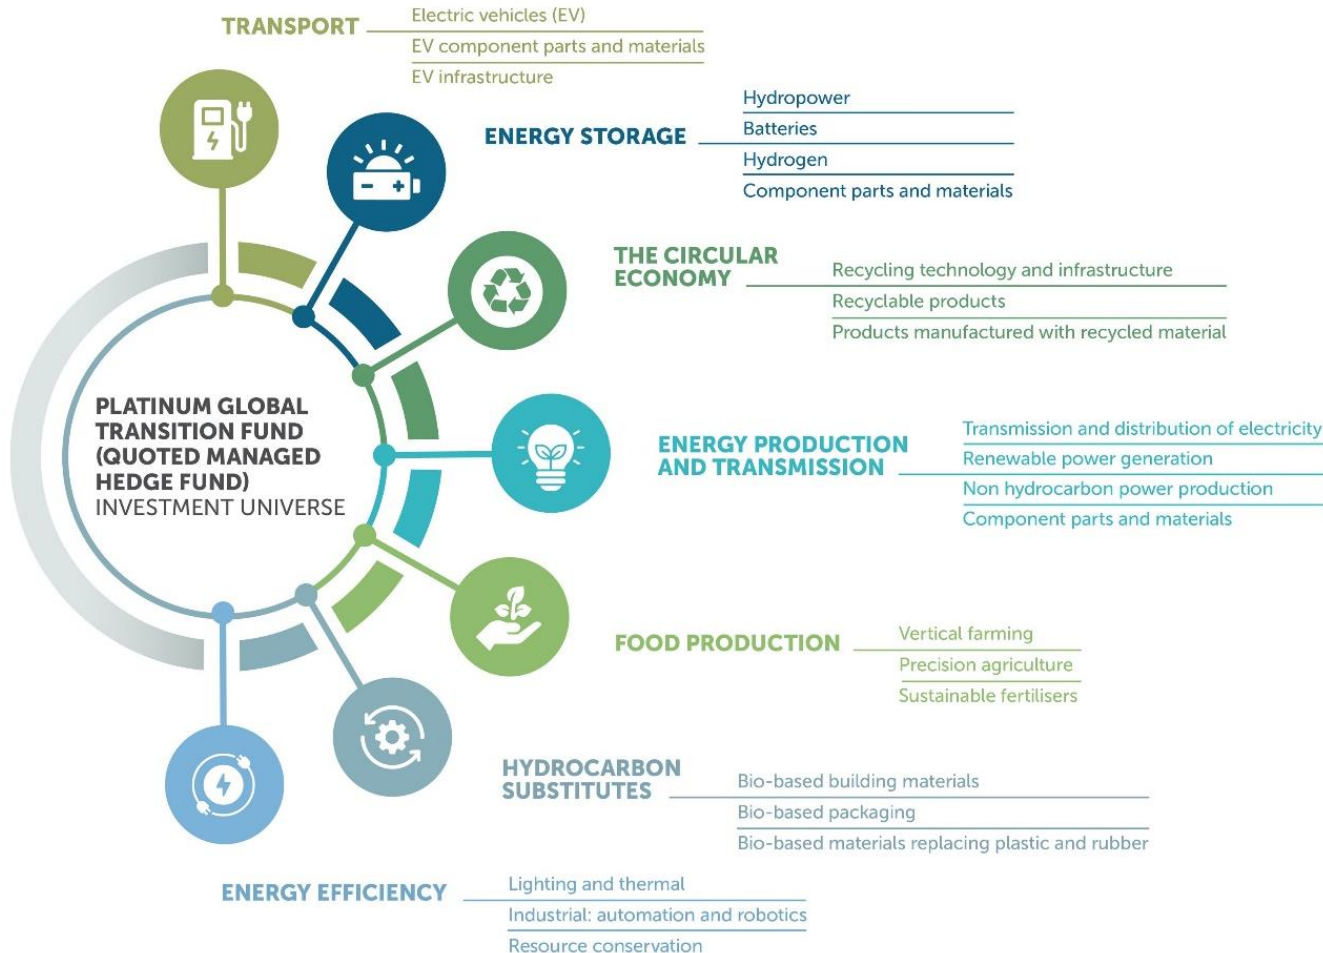 TRANSPORT
Electric vehicles (EV)
EV component parts and materials
EV infrastructure
ENERGY STORAGE
Hydropower
Batteries
Hydrogen
Component parts and materials
THE CIRCULAR
ECONOMY
Recycling technology and infrastructure
Recyclable products
Products manufactured with recycled material
PLATINUM GLOBAL
TRANSITION FUND
(QUOTED MANAGED
HEDGE FUND)
INVESTMENT UNIVERSE
ENERGY PRODUCTION
AND TRANSMISSION
Transmission and distribution of electricity
Renewable power generation
Non hydrocarbon power production
Component parts and materials
FOOD PRODUCTION
Vertical farming
Precision agriculture
Sustainable fertilisers
HYDROCARBON
SUBSTITUTES
Bio-based building materials
Bio-based packaging
Bio-based materials replacing plastic and rubber
ENERGY EFFICIENCY
Lighting and thermal
Industrial: automation and robotics
Resource conservation